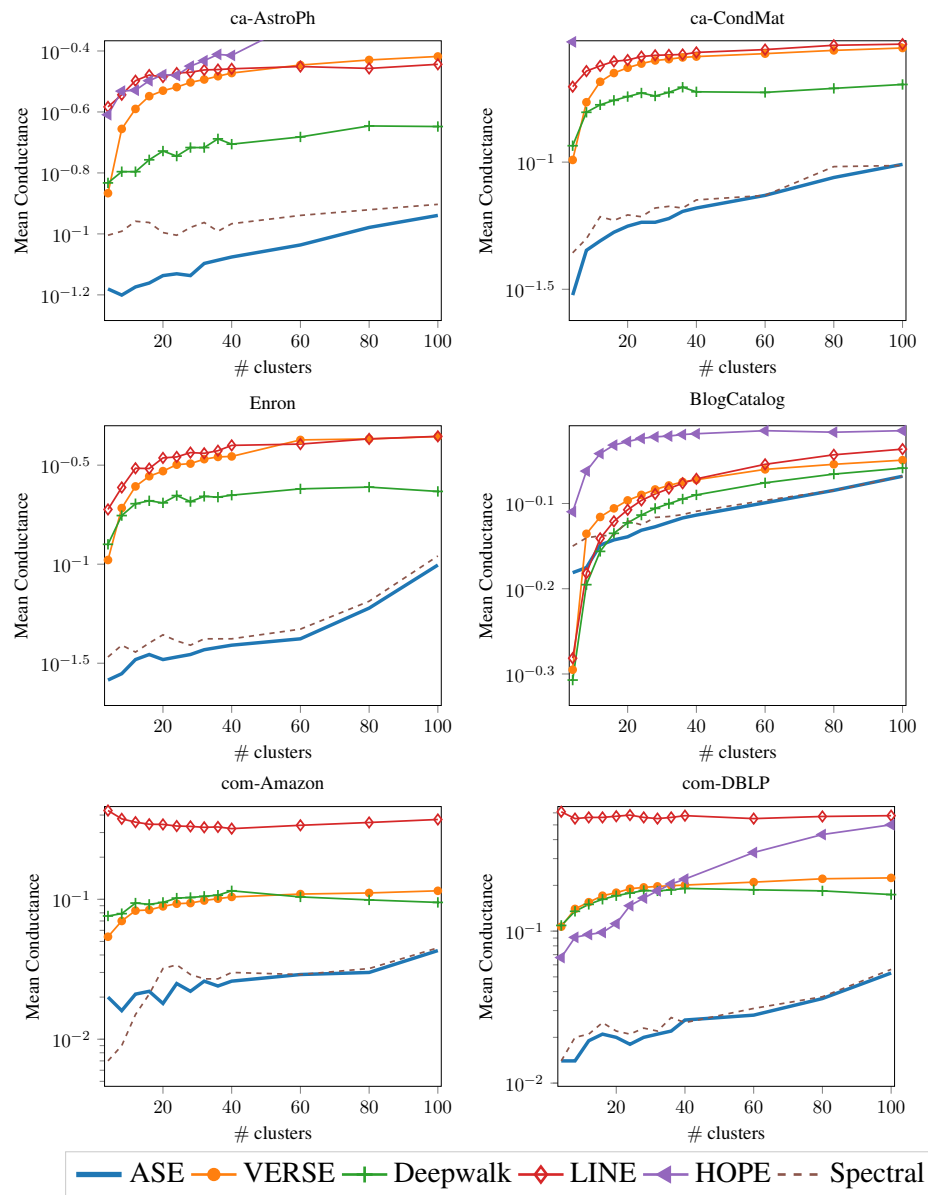 ca-AstroPh
ca-CondMat
Mean Conductance
10^−0.4
10^−0.6
10^−0.8
10^−1
10^−1.2
20 40 60 80 100
# clusters
Mean Conductance
10^−1
10^−1.5
20 40 60 80 100
# clusters
Enron
BlogCatalog
Mean Conductance
10^−0.5
10^−1
10^−1.5
20 40 60 80 100
# clusters
Mean Conductance
10^−0.1
10^−0.2
10^−0.3
20 40 60 80 100
# clusters
com-Amazon
com-DBLP
Mean Conductance
10^−1
10^−2
20 40 60 80 100
# clusters
Mean Conductance
10^−1
10^−2
20 40 60 80 100
# clusters
ASE VERSE Deepwalk LINE HOPE Spectral